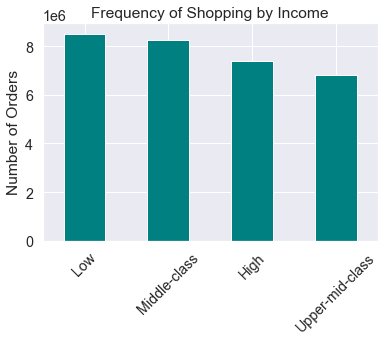 Frequency of Shopping by Income
1e6
Number of Orders
8
6
4
2
0
Low
Middle-class
High
Upper-mid-class